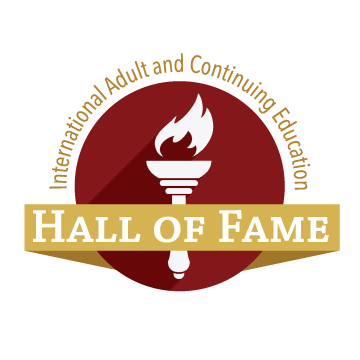 International Adult and Continuing Education
HALL OF FAME